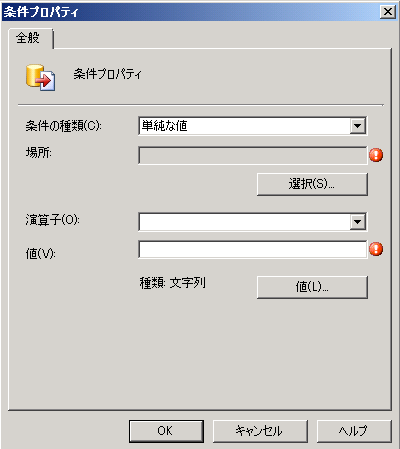 条件プロパティ
全般
条件プロパティ
条件の種類(C):
単純な値
場所:
選択(S)...
演算子(O):
値(V):
種類: 文字列
値(L)...
OK
キャンセル
ヘルプ